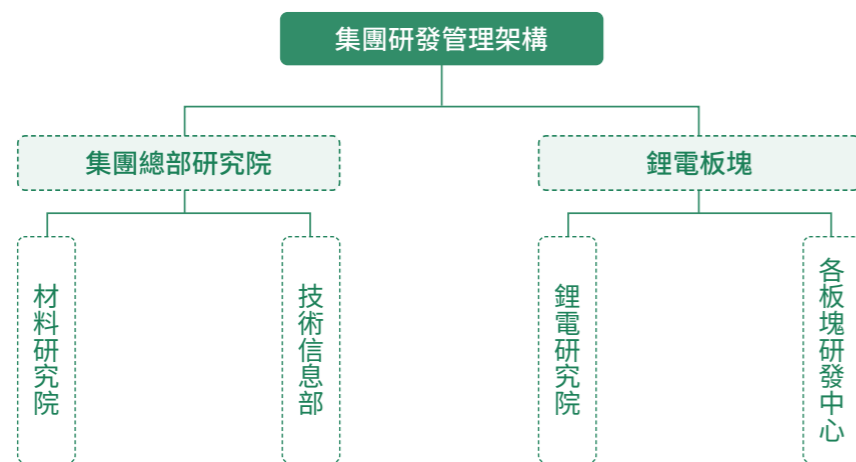 集團研發管理架構
集團總部研究院
鋰電板塊
材料研究院
技術信息部
鋰電研究院
各板塊研發中心